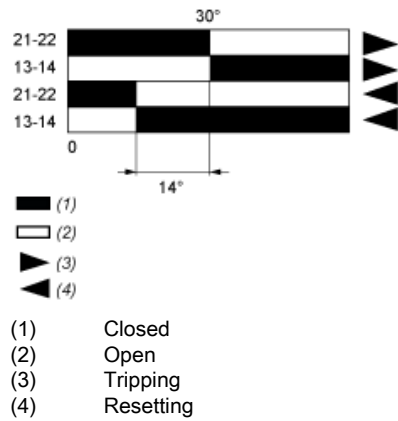 30°
21-22
13-14
21-22
13-14
0
14°
(1)
(2)
(3)
(4)
(1) Closed
(2) Open
(3) Tripping
(4) Resetting